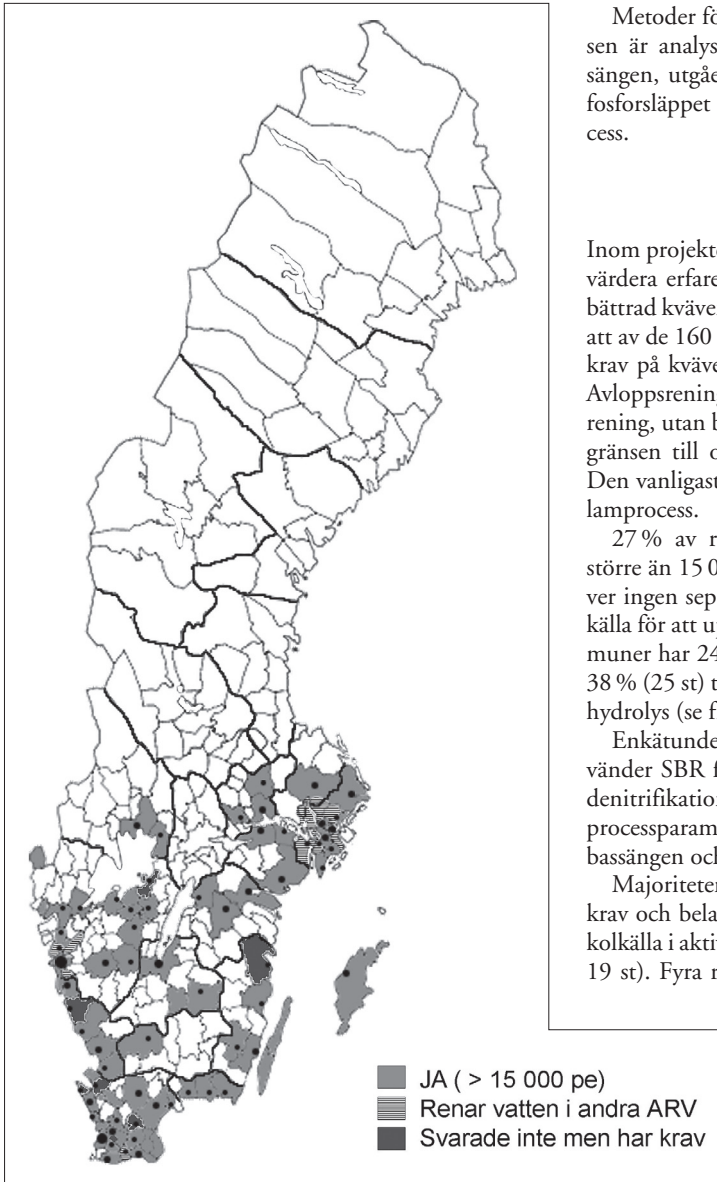 Metoder fö
sen är analys
sängen, utgåe
fosforsläppet
cess.
Inom projekte
värdera erfare
bättrad kväve
att av de 160
krav på kväve
Avloppsrening
rening, utan b
gränsen till o
Den vanligast
lamprocess.
27 % av r
större än 15 0
ver ingen sep
källa för att u
muner har 24
38 % (25 st) t
hydrolys (se f
Enkätunde
vänder SBR f
denitrifikation
processparam
bassängen och
Majoriteten
krav och bela
kolkälla i akti
19 st). Fyra r
JA ( > 15 000 pe)
Renar vatten i andra ARV
Svarade inte men har krav